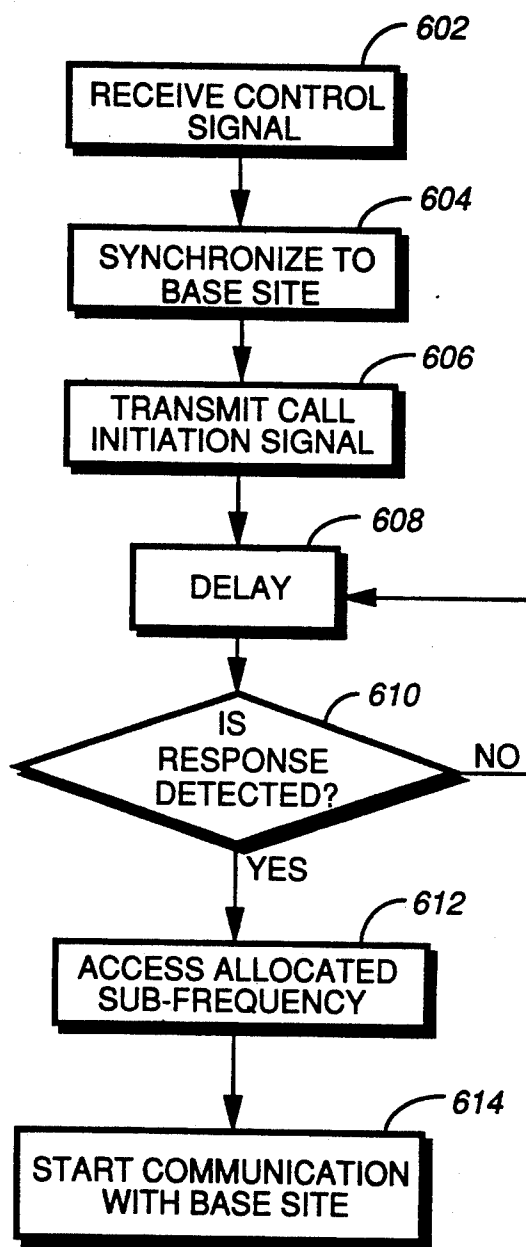 602
RECEIVE CONTROL
SIGNAL
604
SYNCHRONIZE TO
BASE SITE
606
TRANSMIT CALL
INITIATION SIGNAL
608
DELAY
610
IS
RESPONSE
DETECTED?
NO
YES
612
ACCESS ALLOCATED
SUB-FREQUENCY
614
START COMMUNICATION
WITH BASE SITE